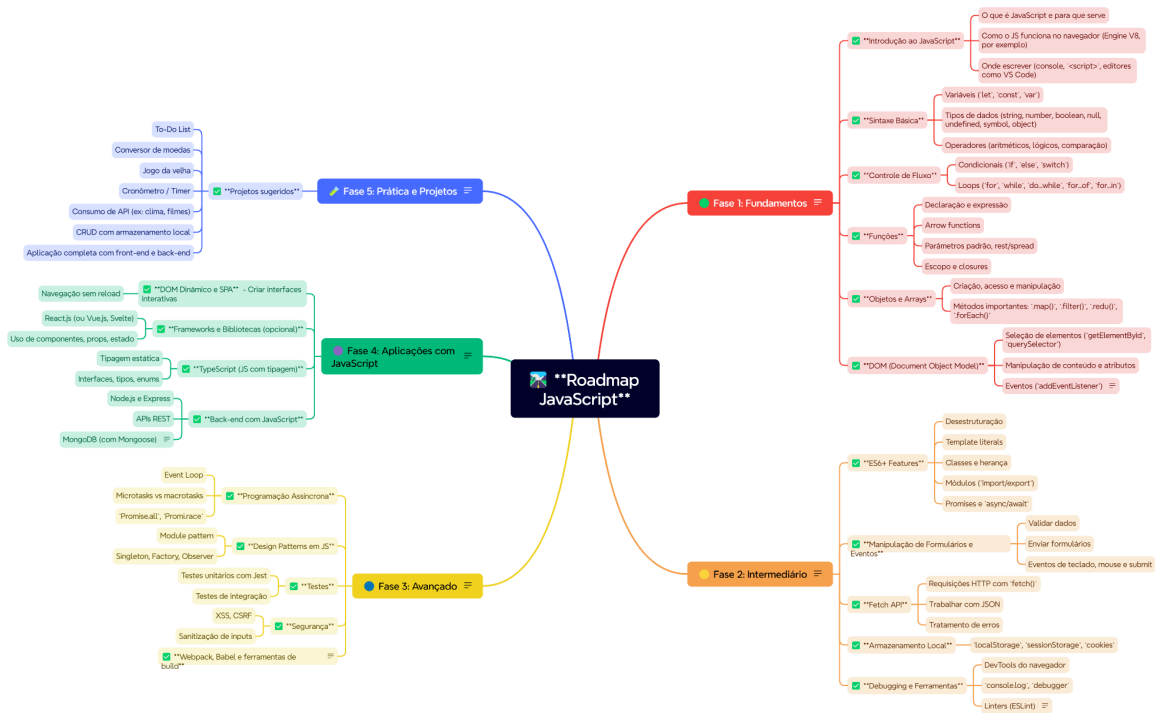 **Roadmap
JavaScript**
Fase 1: Fundamentos
**Introdução ao JavaScript**
O que é JavaScript e para que serve
Como o JS funciona no navegador (Engine V8,
por exemplo)
Onde escrever (console, `<script>`, editores
como VS Code)
**Sintaxe Básica**
Variáveis (`let`, `const`, `var`)
Tipos de dados (string, number, boolean, null,
undefined, symbol, object)
Operadores (aritméticos, lógicos, comparação)
**Controle de Fluxo**
Condicionais (`if`, `else`, `switch`)
Loops (`for`, `while`, `do...while`, `for...of`, `for...in`)
**Funções**
Declaração e expressão
Arrow functions
Parâmetros padrão, rest/spread
Escopo e closures
**Objetos e Arrays**
Criação, acesso e manipulação
Métodos importantes: `.map()`, `.filter()`, `.redu()`,
`.forEach()`
**DOM (Document Object Model)**
Seleção de elementos (`getElementById`,
`querySelector`)
Manipulação de conteúdo e atributos
Eventos (`addEventListener`)
Fase 2: Intermediário
**ES6+ Features**
Desestruturação
Template literals
Classes e herança
Módulos (`import/export`)
Promises e `async/await`
**Manipulação de Formulários e
Eventos**
Validar dados
Enviar formulários
Eventos de teclado, mouse e submit
**Fetch API**
Requisições HTTP com `fetch()`
Trabalhar com JSON
Tratamento de erros
**Armazenamento Local**
`localStorage`, `sessionStorage`, `cookies`
**Debugging e Ferramentas**
DevTools do navegador
`console.log`, `debugger`
Linters (ESLint)
Fase 3: Avançado
**Programação Assíncrona**
Event Loop
Microtasks vs macrotasks
`Promise.all`, `Promi.race`
**Design Patterns em JS**
Module pattern
Singleton, Factory, Observer
**Testes**
Testes unitários com Jest
Testes de integração
**Segurança**
XSS, CSRF
Sanitização de inputs
**Webpack, Babel e ferramentas de
build**
Fase 4: Aplicações com
JavaScript
**DOM Dinâmico e SPA** - Criar interfaces
interativas
Navegação sem reload
**Frameworks e Bibliotecas (opcional)**
React.js (ou Vue.js, Svelte)
Uso de componentes, props, estado
**TypeScript (JS com tipagem)**
Tipagem estática
Interfaces, tipos, enums
**Back-end com JavaScript**
Node.js e Express
APIs REST
MongoDB (com Mongoose)
Fase 5: Prática e Projetos
**Projetos sugeridos**
To-Do List
Conversor de moedas
Jogo da velha
Cronômetro / Timer
Consumo de API (ex: clima, filmes)
CRUD com armazenamento local
Aplicação completa com front-end e back-end